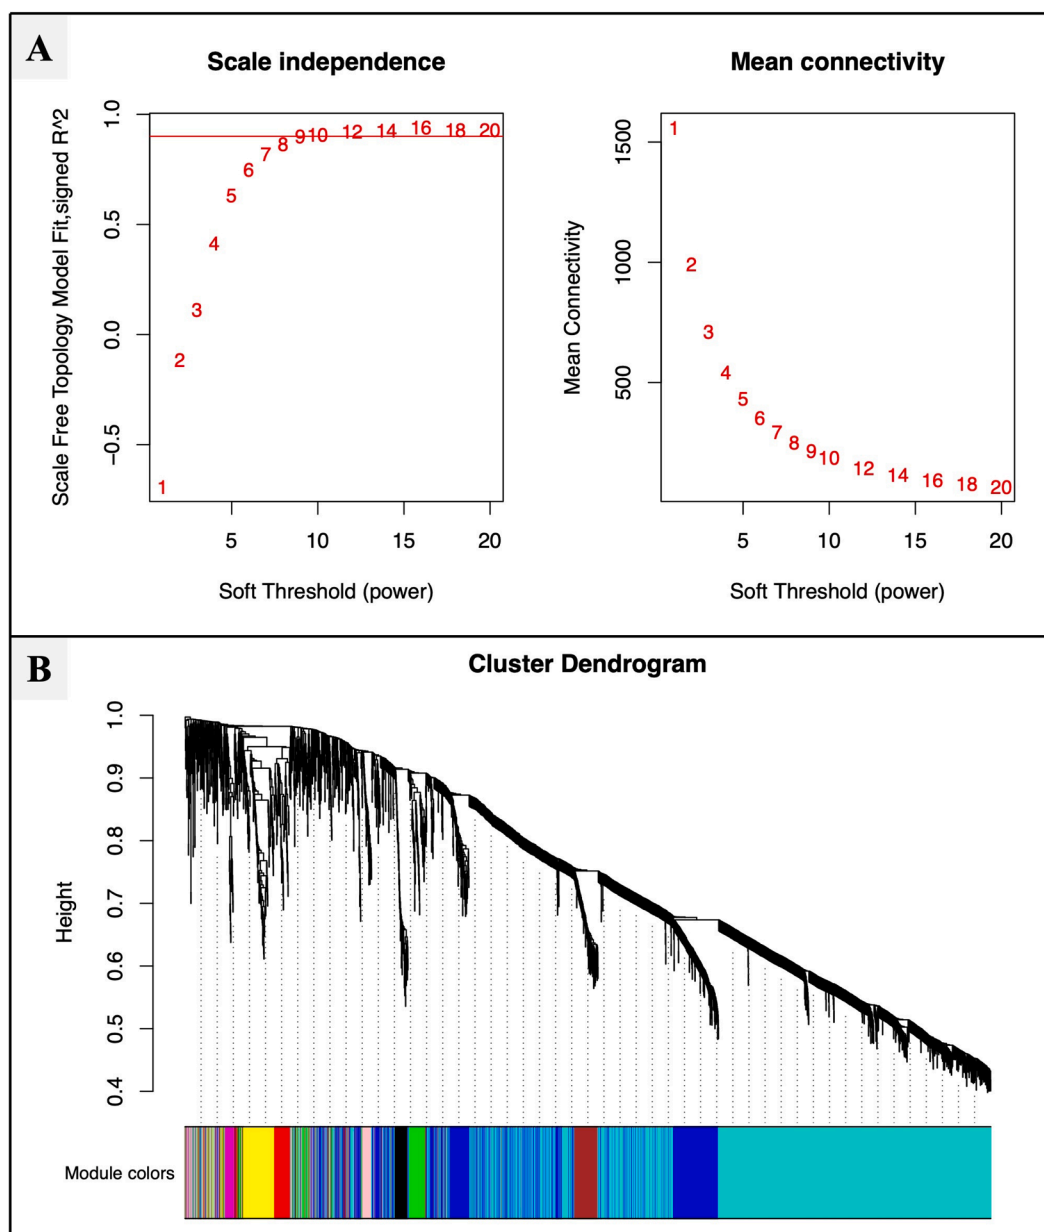 A
Scale independence
Scale Free Topology Model Fit,signed R^2
1.0
0.5
0.0
−0.5
1 2 3 4 5 6 7 8 9 10 12 14 16 18 20
5 10 15 20
Soft Threshold (power)
Mean connectivity
Mean Connectivity
1500
1000
500
1 2 3 4 5 6 7 8 9 10 12 14 16 18 20
5 10 15 20
Soft Threshold (power)
B
Cluster Dendrogram
Height
1.0
0.9
0.8
0.7
0.6
0.5
0.4
Module colors